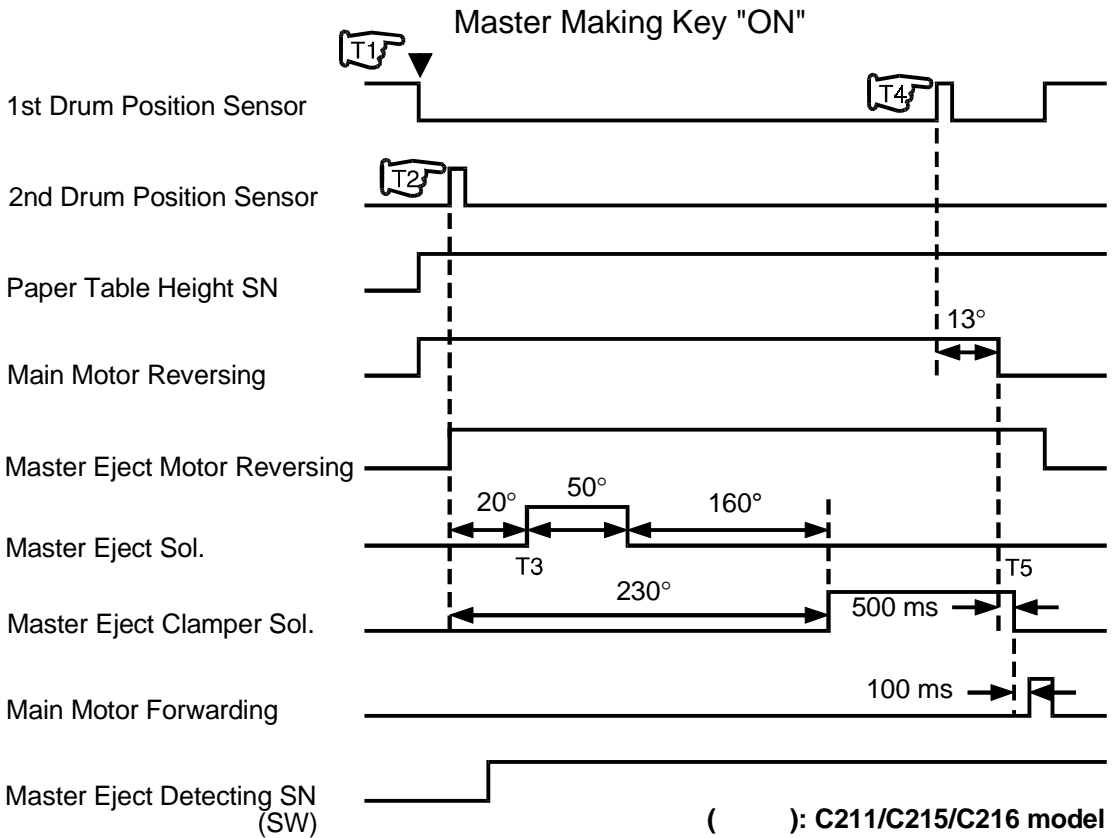 Master Making Key "ON"
T1
1st Drum Position Sensor
T4
T2
2nd Drum Position Sensor
Paper Table Height SN
13°
Main Motor Reversing
Master Eject Motor Reversing
20°
50°
160°
Master Eject Sol.
T3
T5
230°
500 ms
Master Eject Clamper Sol.
100 ms
Main Motor Forwarding
Master Eject Detecting SN
(SW)
( ): C211/C215/C216 model